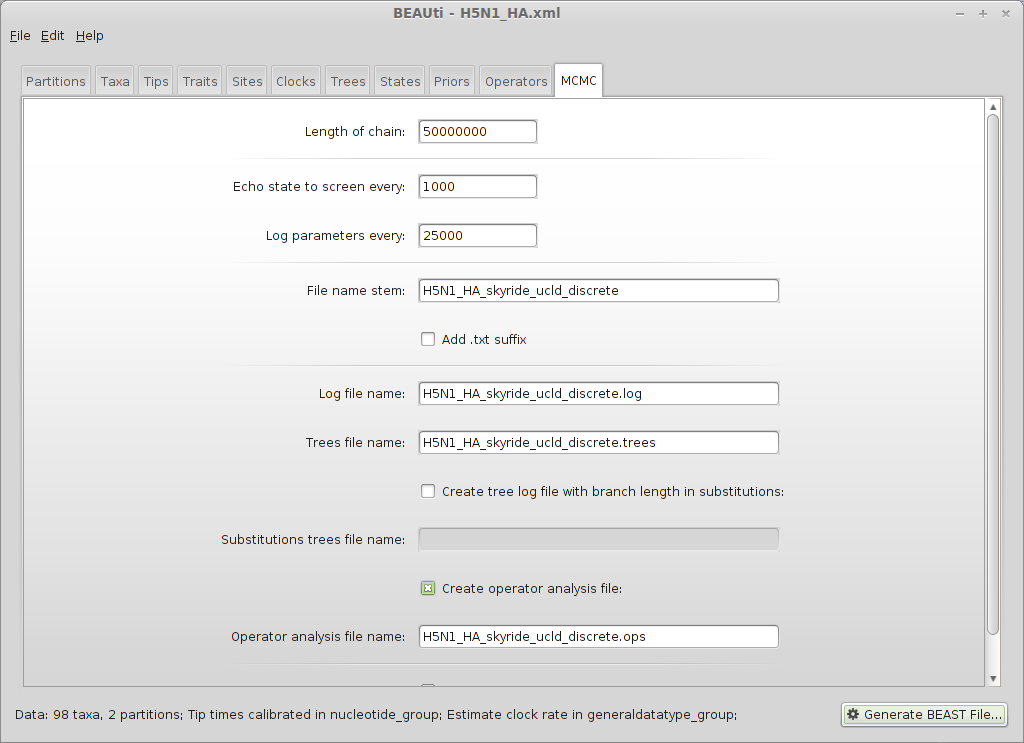 BEAUti - H5N1_HA.xml
File Edit Help
Partitions Taxa Tips Traits Sites Clocks Trees States Priors Operators MCMC
Length of chain: 50000000
Echo state to screen every: 1000
Log parameters every: 25000
File name stem: H5N1_HA_skyride_ucld_discrete
Add .txt suffix
Log file name: H5N1_HA_skyride_ucld_discrete.log
Trees file name: H5N1_HA_skyride_ucld_discrete.trees
Create tree log file with branch length in substitutions:
Substitutions trees file name:
Create operator analysis file:
Operator analysis file name: H5N1_HA_skyride_ucld_discrete.ops
Data: 98 taxa, 2 partitions; Tip times calibrated in nucleotide_group; Estimate clock rate in generaldatatype_group; Generate BEAST File...